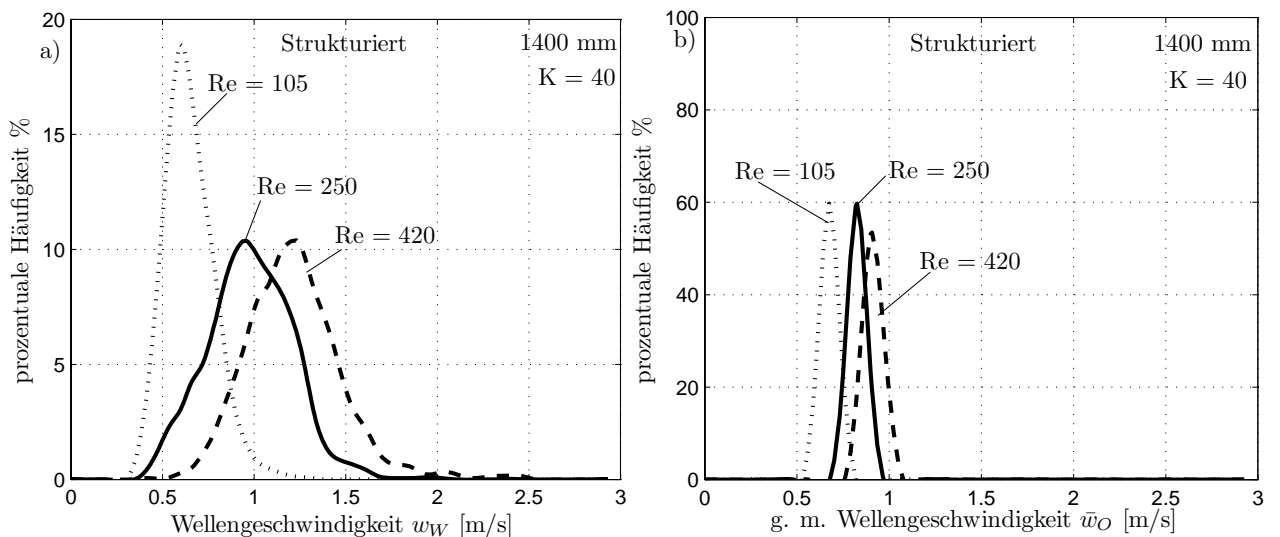 a)
Strukturiert
1400 mm
K = 40
Re = 105
Re = 250
Re = 420
prozentuale Häufigkeit %
20
15
10
5
0
0
0.5
1
1.5
2
2.5
3
Wellengeschwindigkeit w_W [m/s]
b)
Strukturiert
1400 mm
K = 40
Re = 105
Re = 250
Re = 420
prozentuale Häufigkeit %
100
80
60
40
20
0
0
0.5
1
1.5
2
2.5
3
g. m. Wellengeschwindigkeit w̄_O [m/s]